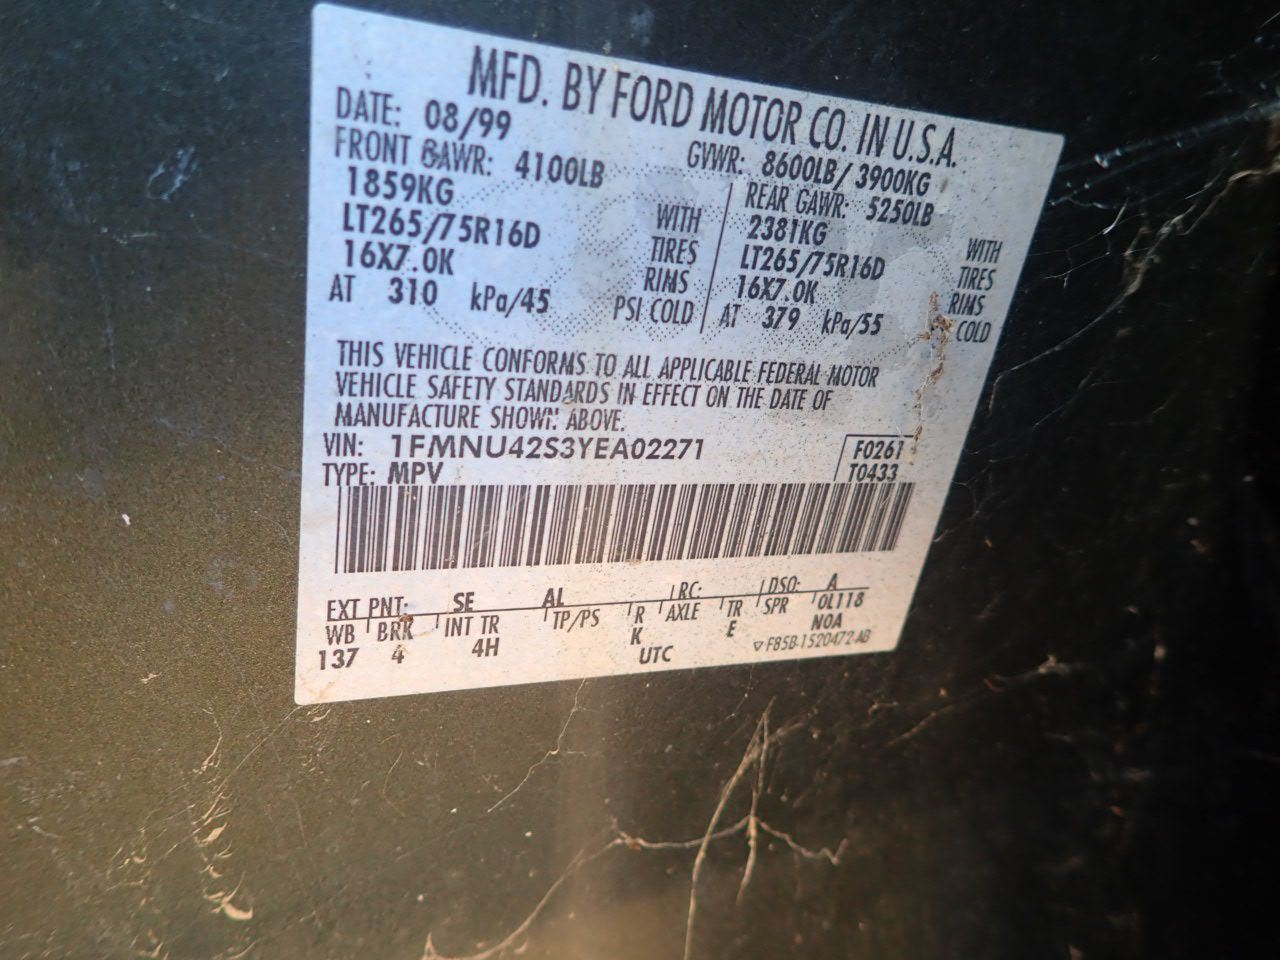 MFD. BY FORD MOTOR CO. IN U.S.A.
DATE: 08/99 GVWR: 8600LB/ 3900KG
FRONT GAWR: 4100LB REAR GAWR: 5250LB
1859KG WITH 2381KG WITH
LT265/75R16D TIRES LT265/75R16D TIRES
16X7.0K RIMS 16X7.0K RIMS
AT 310 kPa/45 PSI COLD AT 379 kPa/55 COLD
THIS VEHICLE CONFORMS TO ALL APPLICABLE FEDERAL MOTOR
VEHICLE SAFETY STANDARDS IN EFFECT ON THE DATE OF
MANUFACTURE SHOWN ABOVE.
VIN: 1FMNU42S3YEA02271 F0261
TYPE: MPV T0433
EXT PNT: SE AL RC: DSO: A
WB BRK INT TR TP/PS R K AXLE TR E SPR OL118
137 4 4H UTC NOA
F85B-1520472-AB